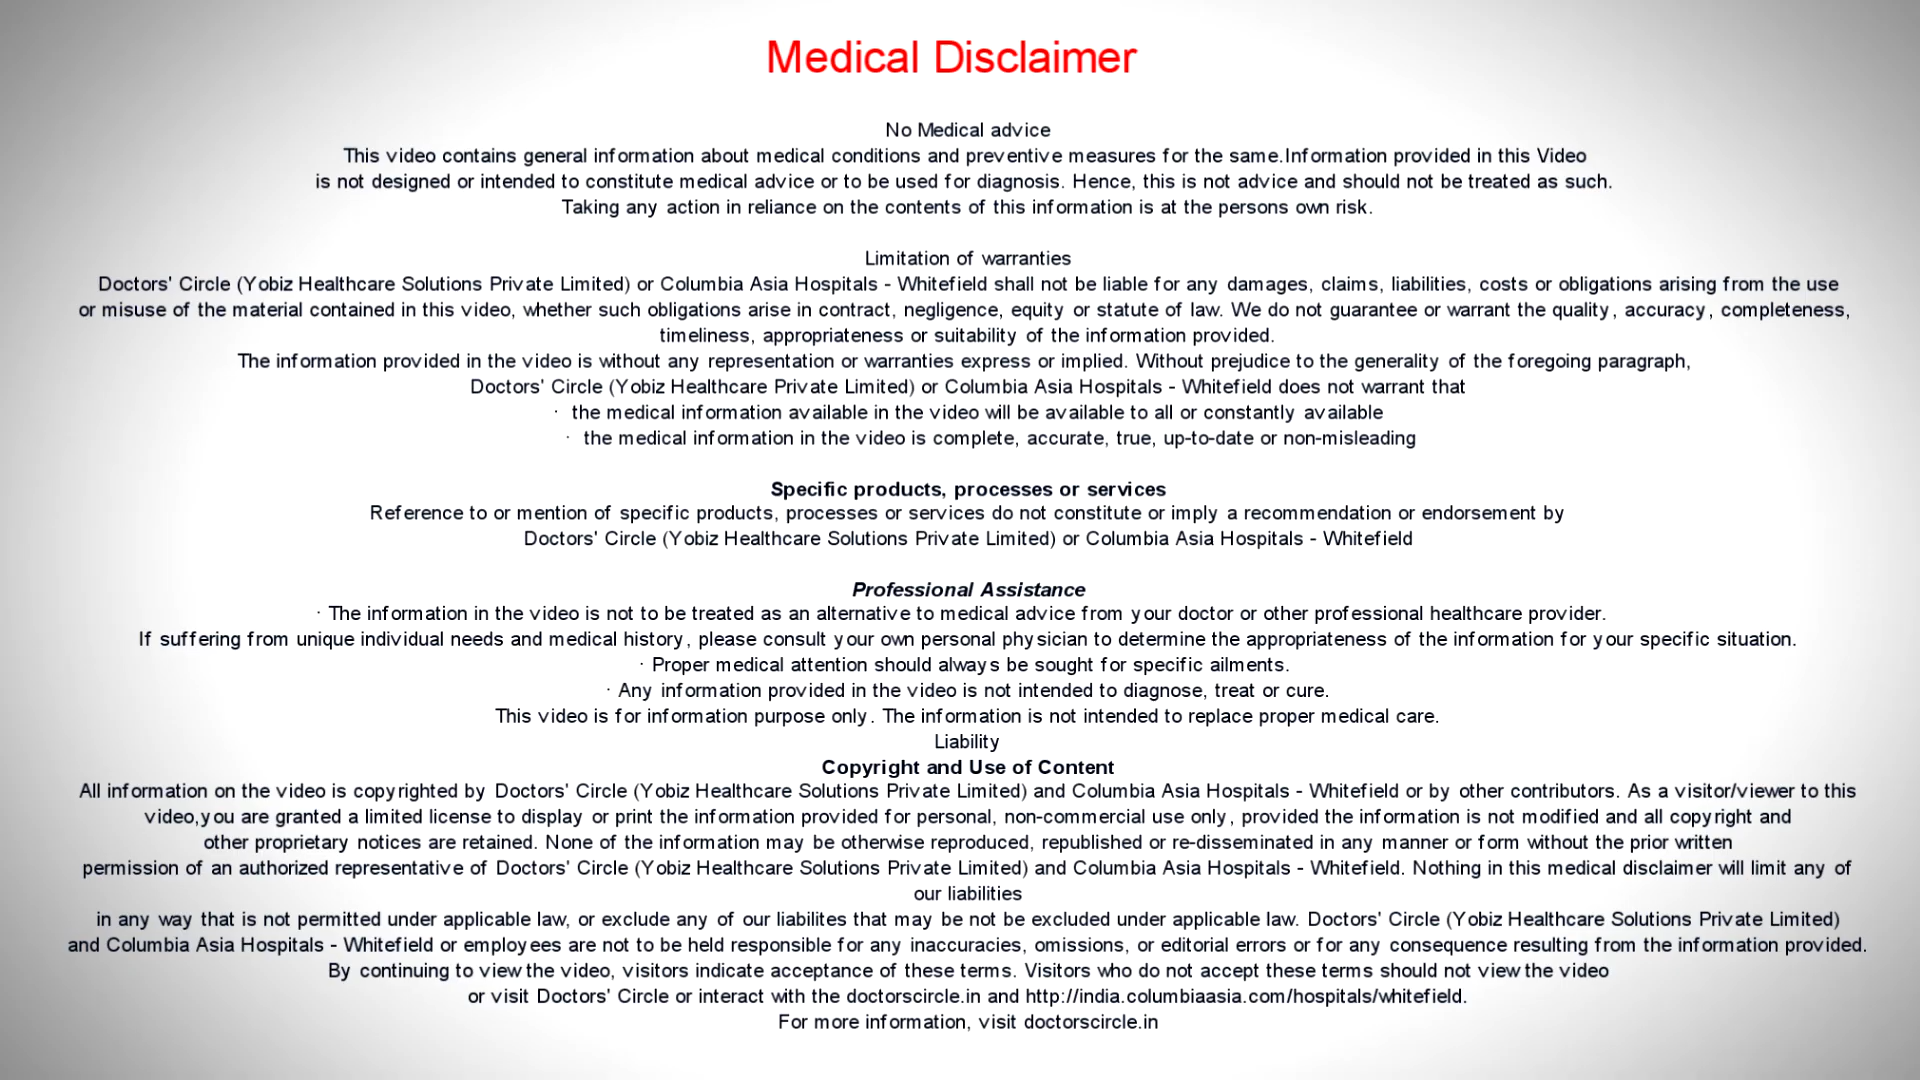 Medical Disclaimer
No Medical advice
This video contains general information about medical conditions and preventive measures for the same.Information provided in this Video
is not designed or intended to constitute medical advice or to be used for diagnosis. Hence, this is not advice and should not be treated as such.
Taking any action in reliance on the contents of this information is at the persons own risk.
Limitation of warranties
Doctors' Circle (Yobiz Healthcare Solutions Private Limited) or Columbia Asia Hospitals - Whitefield shall not be liable for any damages, claims, liabilities, costs or obligations arising from the use
or misuse of the material contained in this video, whether such obligations arise in contract, negligence, equity or statute of law. We do not guarantee or warrant the quality, accuracy, completeness,
timeliness, appropriateness or suitability of the information provided.
The information provided in the video is without any representation or warranties express or implied. Without prejudice to the generality of the foregoing paragraph,
Doctors' Circle (Yobiz Healthcare Private Limited) or Columbia Asia Hospitals - Whitefield does not warrant that
· the medical information available in the video will be available to all or constantly available
· the medical information in the video is complete, accurate, true, up-to-date or non-misleading
Specific products, processes or services
Reference to or mention of specific products, processes or services do not constitute or imply a recommendation or endorsement by
Doctors' Circle (Yobiz Healthcare Solutions Private Limited) or Columbia Asia Hospitals - Whitefield
Professional Assistance
· The information in the video is not to be treated as an alternative to medical advice from your doctor or other professional healthcare provider.
If suffering from unique individual needs and medical history, please consult your own personal physician to determine the appropriateness of the information for your specific situation.
· Proper medical attention should always be sought for specific ailments.
· Any information provided in the video is not intended to diagnose, treat or cure.
This video is for information purpose only. The information is not intended to replace proper medical care.
Liability
Copyright and Use of Content
All information on the video is copyrighted by Doctors' Circle (Yobiz Healthcare Solutions Private Limited) and Columbia Asia Hospitals - Whitefield or by other contributors. As a visitor/viewer to this
video,you are granted a limited license to display or print the information provided for personal, non-commercial use only, provided the information is not modified and all copyright and
other proprietary notices are retained. None of the information may be otherwise reproduced, republished or re-disseminated in any manner or form without the prior written
permission of an authorized representative of Doctors' Circle (Yobiz Healthcare Solutions Private Limited) and Columbia Asia Hospitals - Whitefield. Nothing in this medical disclaimer will limit any of
our liabilities
in any way that is not permitted under applicable law, or exclude any of our liabilites that may be not be excluded under applicable law. Doctors' Circle (Yobiz Healthcare Solutions Private Limited)
and Columbia Asia Hospitals - Whitefield or employees are not to be held responsible for any inaccuracies, omissions, or editorial errors or for any consequence resulting from the information provided.
By continuing to view the video, visitors indicate acceptance of these terms. Visitors who do not accept these terms should not view the video
or visit Doctors' Circle or interact with the doctorscircle.in and http://india.columbiaasia.com/hospitals/whitefield.
For more information, visit doctorscircle.in